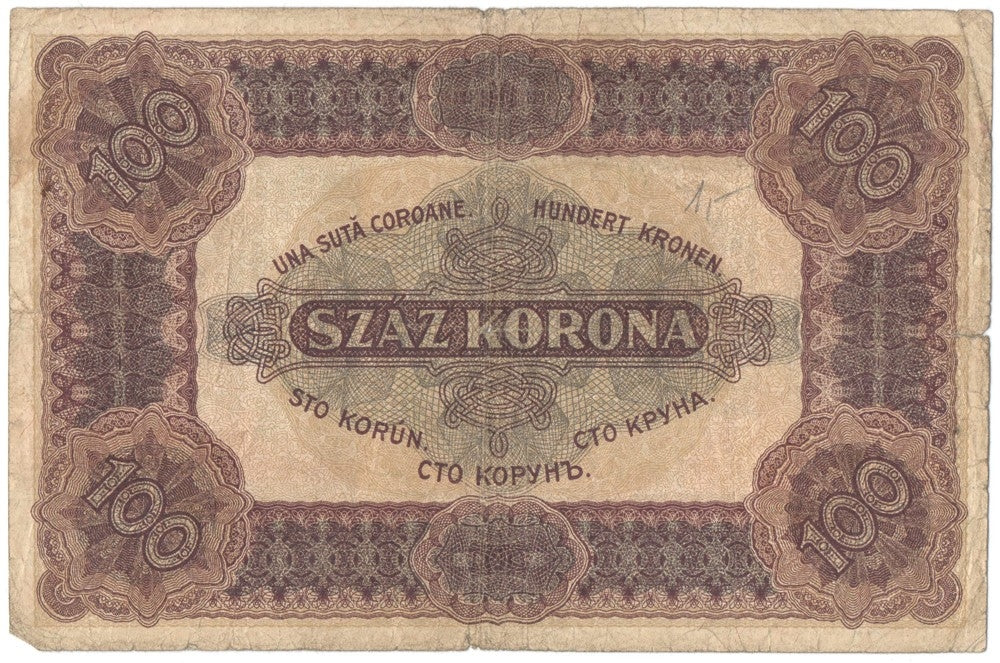 100
100
UNA SUTĂ COROANE.
HUNDERT KRONEN.
SZÁZ KORONA
STO KORÚN.
СТО КРУНА.
СТО КОРУНЪ.
100
100